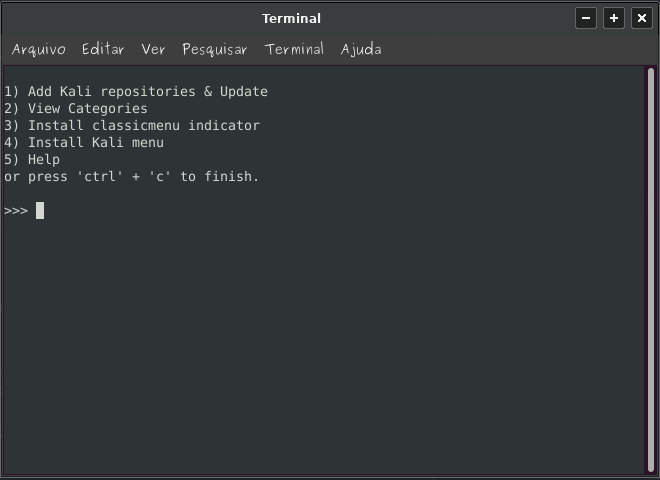 Terminal
Arquivo Editar Ver Pesquisar Terminal Ajuda
1) Add Kali repositories & Update
2) View Categories
3) Install classicmenu indicator
4) Install Kali menu
5) Help
or press 'ctrl' + 'c' to finish.
>>>